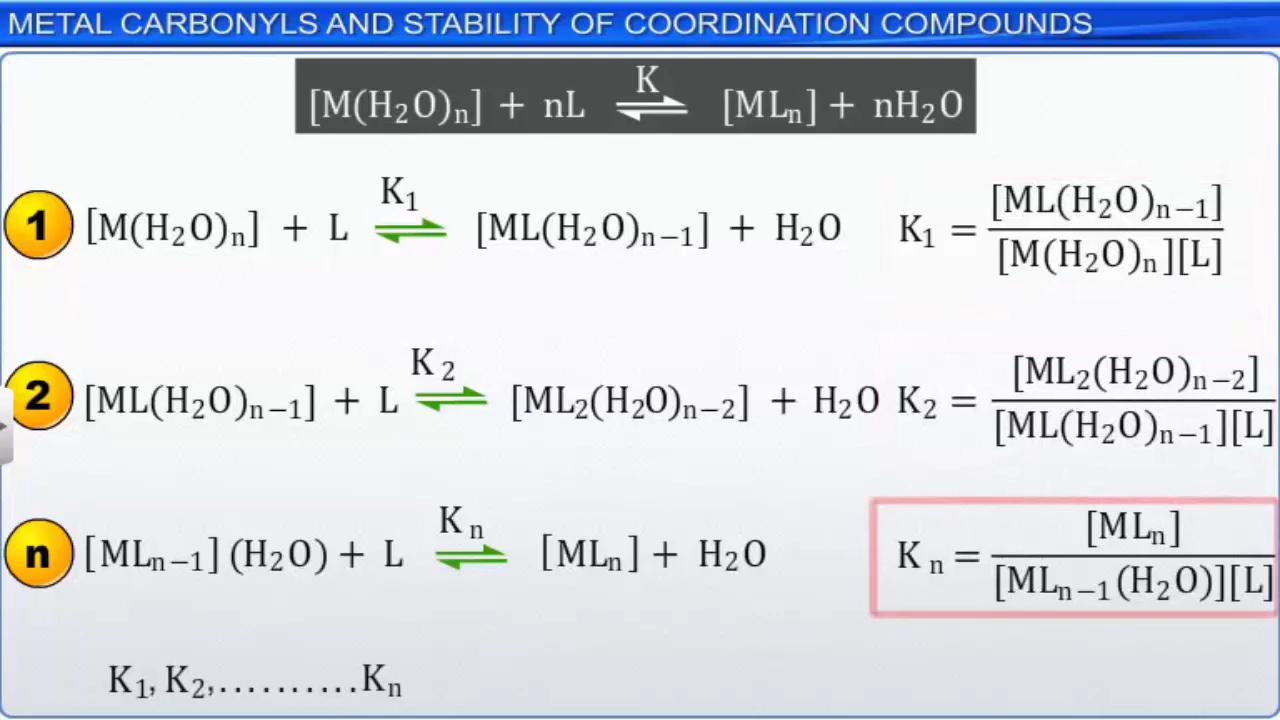 METAL CARBONYLS AND STABILITY OF COORDINATION COMPOUNDS
[M(H₂O)ₙ] + nL ⇌ [MLₙ] + nH₂O
K
1 [M(H₂O)ₙ] + L ⇌ [ML(H₂O)ₙ₋₁] + H₂O K₁ = [ML(H₂O)ₙ₋₁] / [M(H₂O)ₙ][L]
K₁
2 [ML(H₂O)ₙ₋₁] + L ⇌ [ML₂(H₂O)ₙ₋₂] + H₂O K₂ = [ML₂(H₂O)ₙ₋₂] / [ML(H₂O)ₙ₋₁][L]
K₂
n [MLₙ₋₁](H₂O) + L ⇌ [MLₙ] + H₂O Kₙ = [MLₙ] / [MLₙ₋₁(H₂O)][L]
Kₙ
K₁, K₂,..........Kₙ